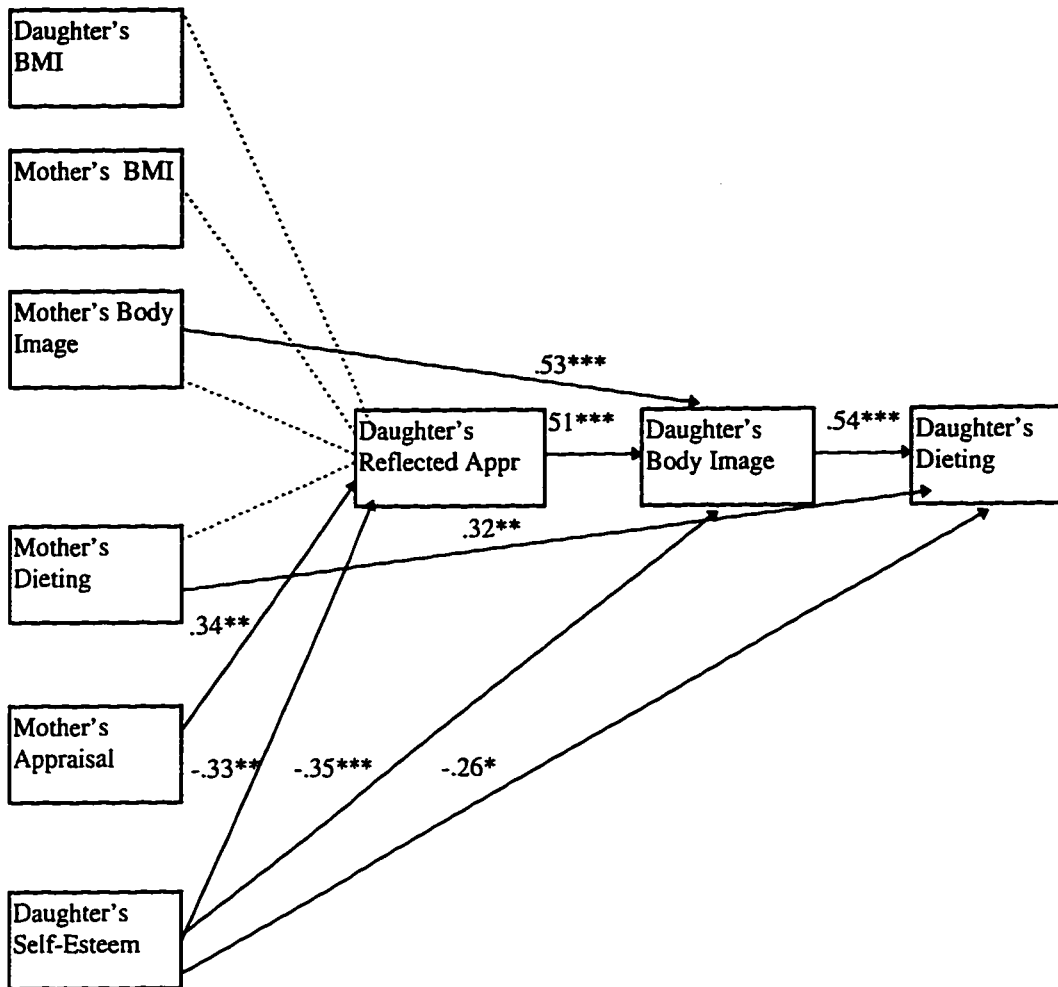 Daughter's
BMI
Mother's BMI
Mother's Body
Image
.53***
Daughter's
Reflected Appr
51***
Daughter's
Body Image
.54***
Daughter's
Dieting
Mother's
Dieting
.32**
.34**
Mother's
Appraisal
-.33**
-.35***
-.26*
Daughter's
Self-Esteem